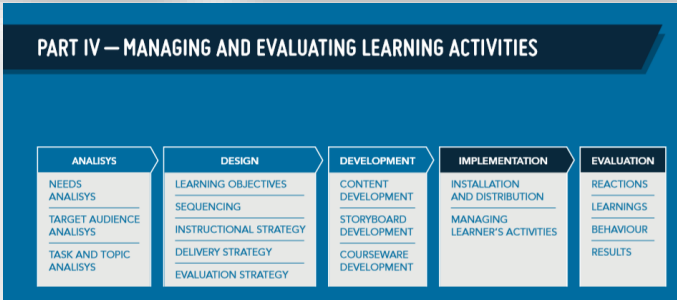 PART IV — MANAGING AND EVALUATING LEARNING ACTIVITIES
ANALISYS
NEEDS
ANALISYS
TARGET AUDIENCE
ANALISYS
TASK AND TOPIC
ANALISYS
DESIGN
LEARNING OBJECTIVES
SEQUENCING
INSTRUCTIONAL STRATEGY
DELIVERY STRATEGY
EVALUATION STRATEGY
DEVELOPMENT
CONTENT
DEVELOPMENT
STORYBOARD
DEVELOPMENT
COURSEWARE
DEVELOPMENT
IMPLEMENTATION
INSTALLATION
AND DISTRIBUTION
MANAGING
LEARNER'S ACTIVITIES
EVALUATION
REACTIONS
LEARNINGS
BEHAVIOUR
RESULTS